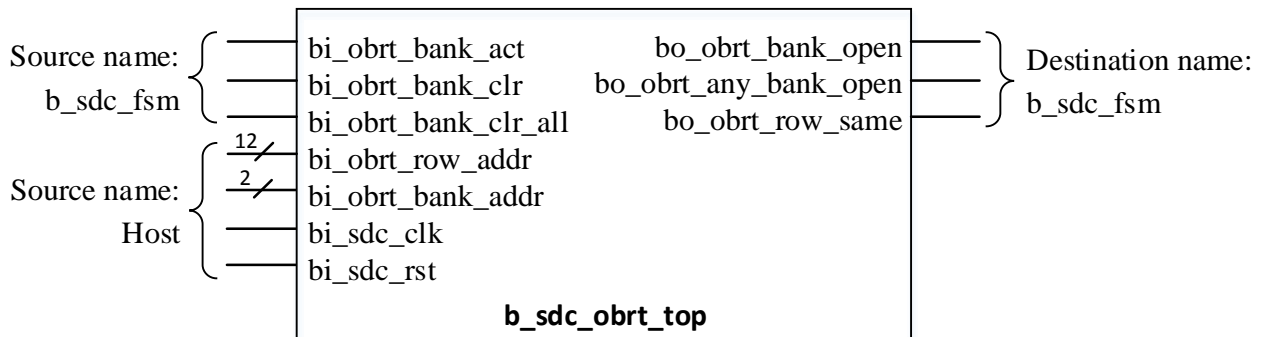 Source name:
b_sdc_fsm
bi_obrt_bank_act
bi_obrt_bank_clr
bi_obrt_bank_clr_all
12
bi_obrt_row_addr
2
bi_obrt_bank_addr
bi_sdc_clk
bi_sdc_rst
Source name:
Host
bo_obrt_bank_open
bo_obrt_any_bank_open
bo_obrt_row_same
Destination name:
b_sdc_fsm
b_sdc_obrt_top